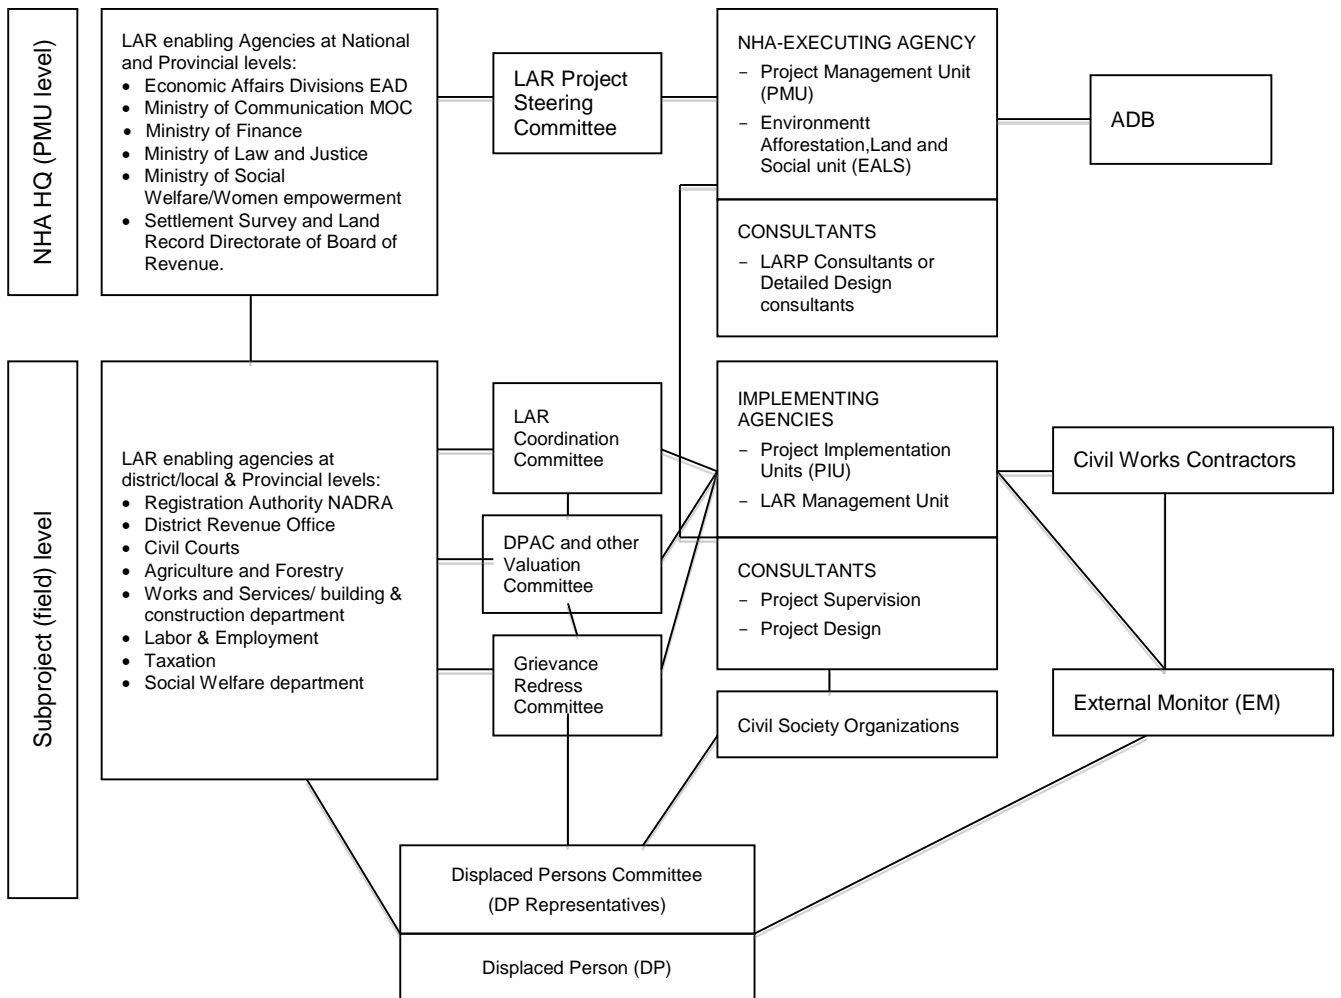 NHA HQ (PMU level)
LAR enabling Agencies at National
and Provincial levels:
• Economic Affairs Divisions EAD
• Ministry of Communication MOC
• Ministry of Finance
• Ministry of Law and Justice
• Ministry of Social
Welfare/Women empowerment
• Settlement Survey and Land
Record Directorate of Board of
Revenue.
LAR Project
Steering
Committee
NHA-EXECUTING AGENCY
− Project Management Unit
(PMU)
− Environmentt
Afforestation,Land and
Social unit (EALS)
CONSULTANTS
− LARP Consultants or
Detailed Design
consultants
ADB
Subproject (field) level
LAR enabling agencies at
district/local & Provincial levels:
• Registration Authority NADRA
• District Revenue Office
• Civil Courts
• Agriculture and Forestry
• Works and Services/ building &
construction department
• Labor & Employment
• Taxation
• Social Welfare department
LAR
Coordination
Committee
DPAC and other
Valuation
Committee
Grievance
Redress
Committee
IMPLEMENTING
AGENCIES
− Project Implementation
Units (PIU)
− LAR Management Unit
CONSULTANTS
− Project Supervision
− Project Design
Civil Society Organizations
Civil Works Contractors
External Monitor (EM)
Displaced Persons Committee
(DP Representatives)
Displaced Person (DP)